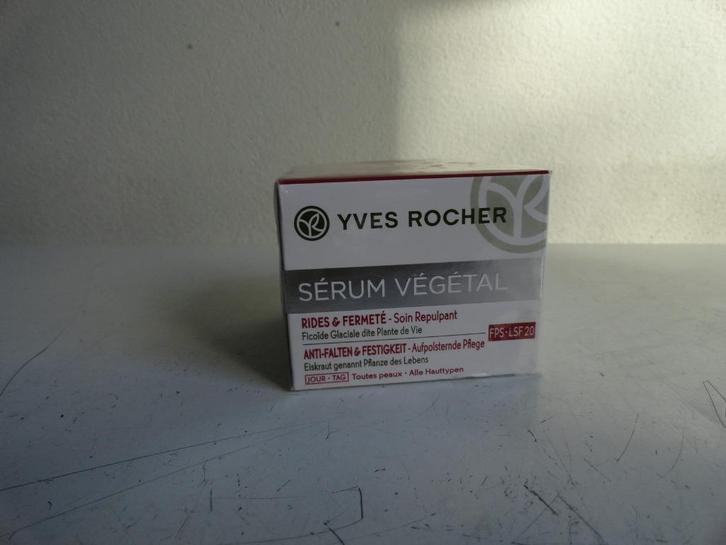 YVES ROCHER
SÉRUM VÉGÉTAL
RIDES & FERMETÉ - Soin Repulpant
Ficoïde Glaciale dite Plante de Vie
FPS • LSF 20
ANTI-FALTEN & FESTIGKEIT - Aufpolsternde Pflege
Eiskraut genannt Pflanze des Lebens
JOUR • TAG Toutes peaux • Alle Hauttypen